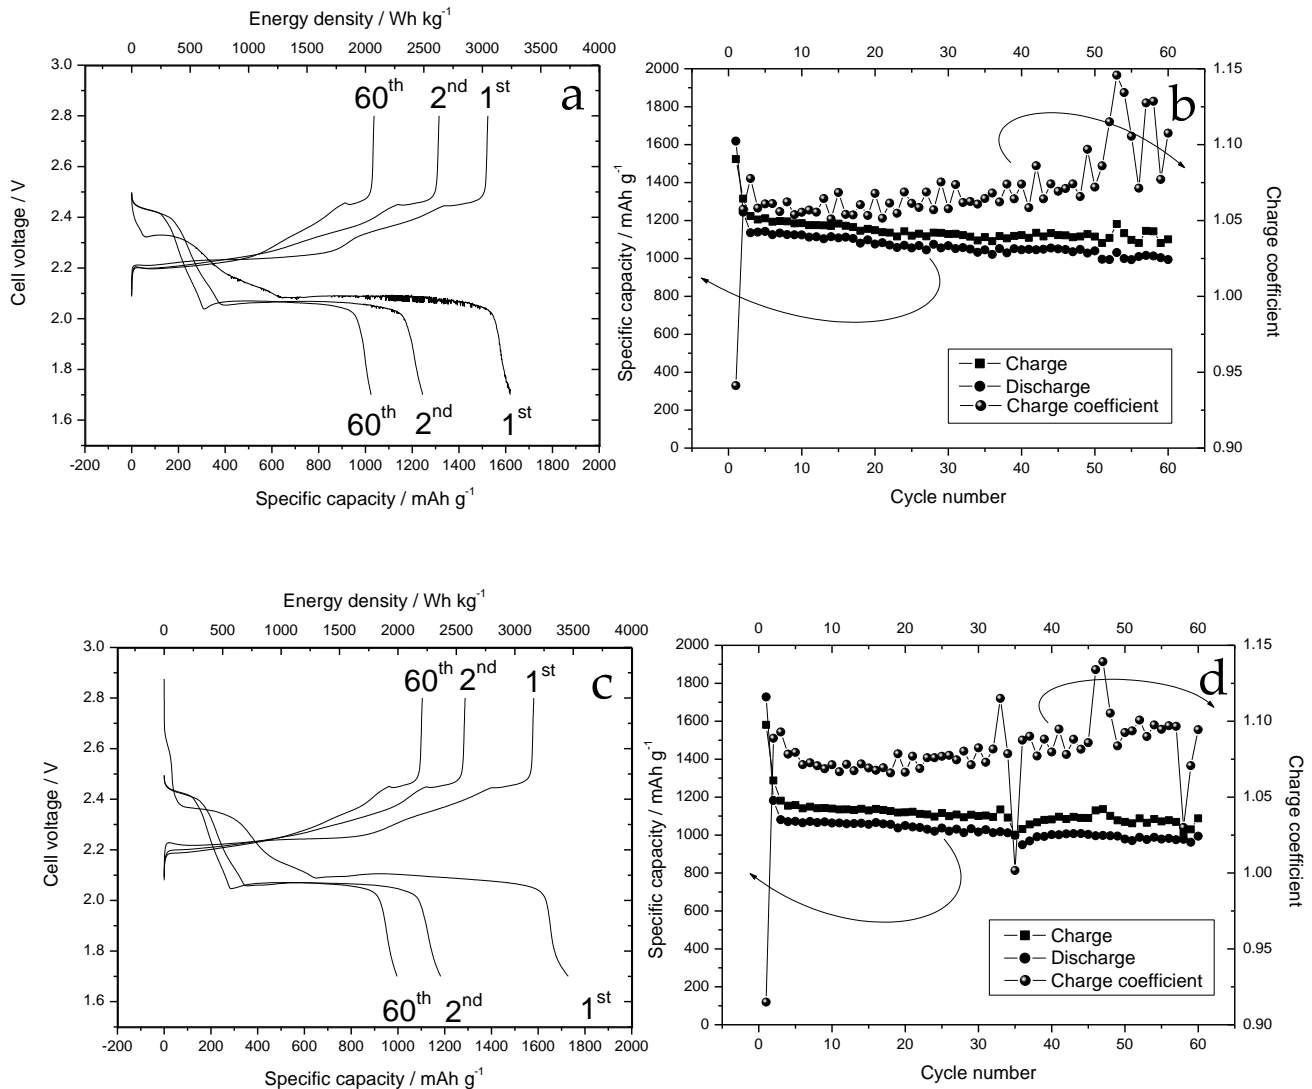 Energy density / Wh kg-1
0 500 1000 1500 2000 2500 3000 3500 4000
3.0
2.8
2.6
2.4
2.2
2.0
1.8
1.6
Cell voltage / V
60th 2nd 1st
a
60th 2nd 1st
-200 0 200 400 600 800 1000 1200 1400 1600 1800 2000
Specific capacity / mAh g-1
0 10 20 30 40 50 60
2000
1800
1600
1400
1200
1000
800
600
400
200
0
Specific capacity / mAh g-1
b
1.15
1.10
1.05
1.00
0.95
0.90
Charge coefficient
Charge
Discharge
Charge coefficient
0 10 20 30 40 50 60
Cycle number
Energy density / Wh kg-1
0 500 1000 1500 2000 2500 3000 3500 4000
3.0
2.8
2.6
2.4
2.2
2.0
1.8
1.6
Cell voltage / V
60th 2nd 1st
c
60th 2nd 1st
-200 0 200 400 600 800 1000 1200 1400 1600 1800 2000
Specific capacity / mAh g-1
0 10 20 30 40 50 60
2000
1800
1600
1400
1200
1000
800
600
400
200
0
Specific capacity / mAh g-1
d
1.15
1.10
1.05
1.00
0.95
0.90
Charge coefficient
Charge
Discharge
Charge coefficient
0 10 20 30 40 50 60
Cycle number